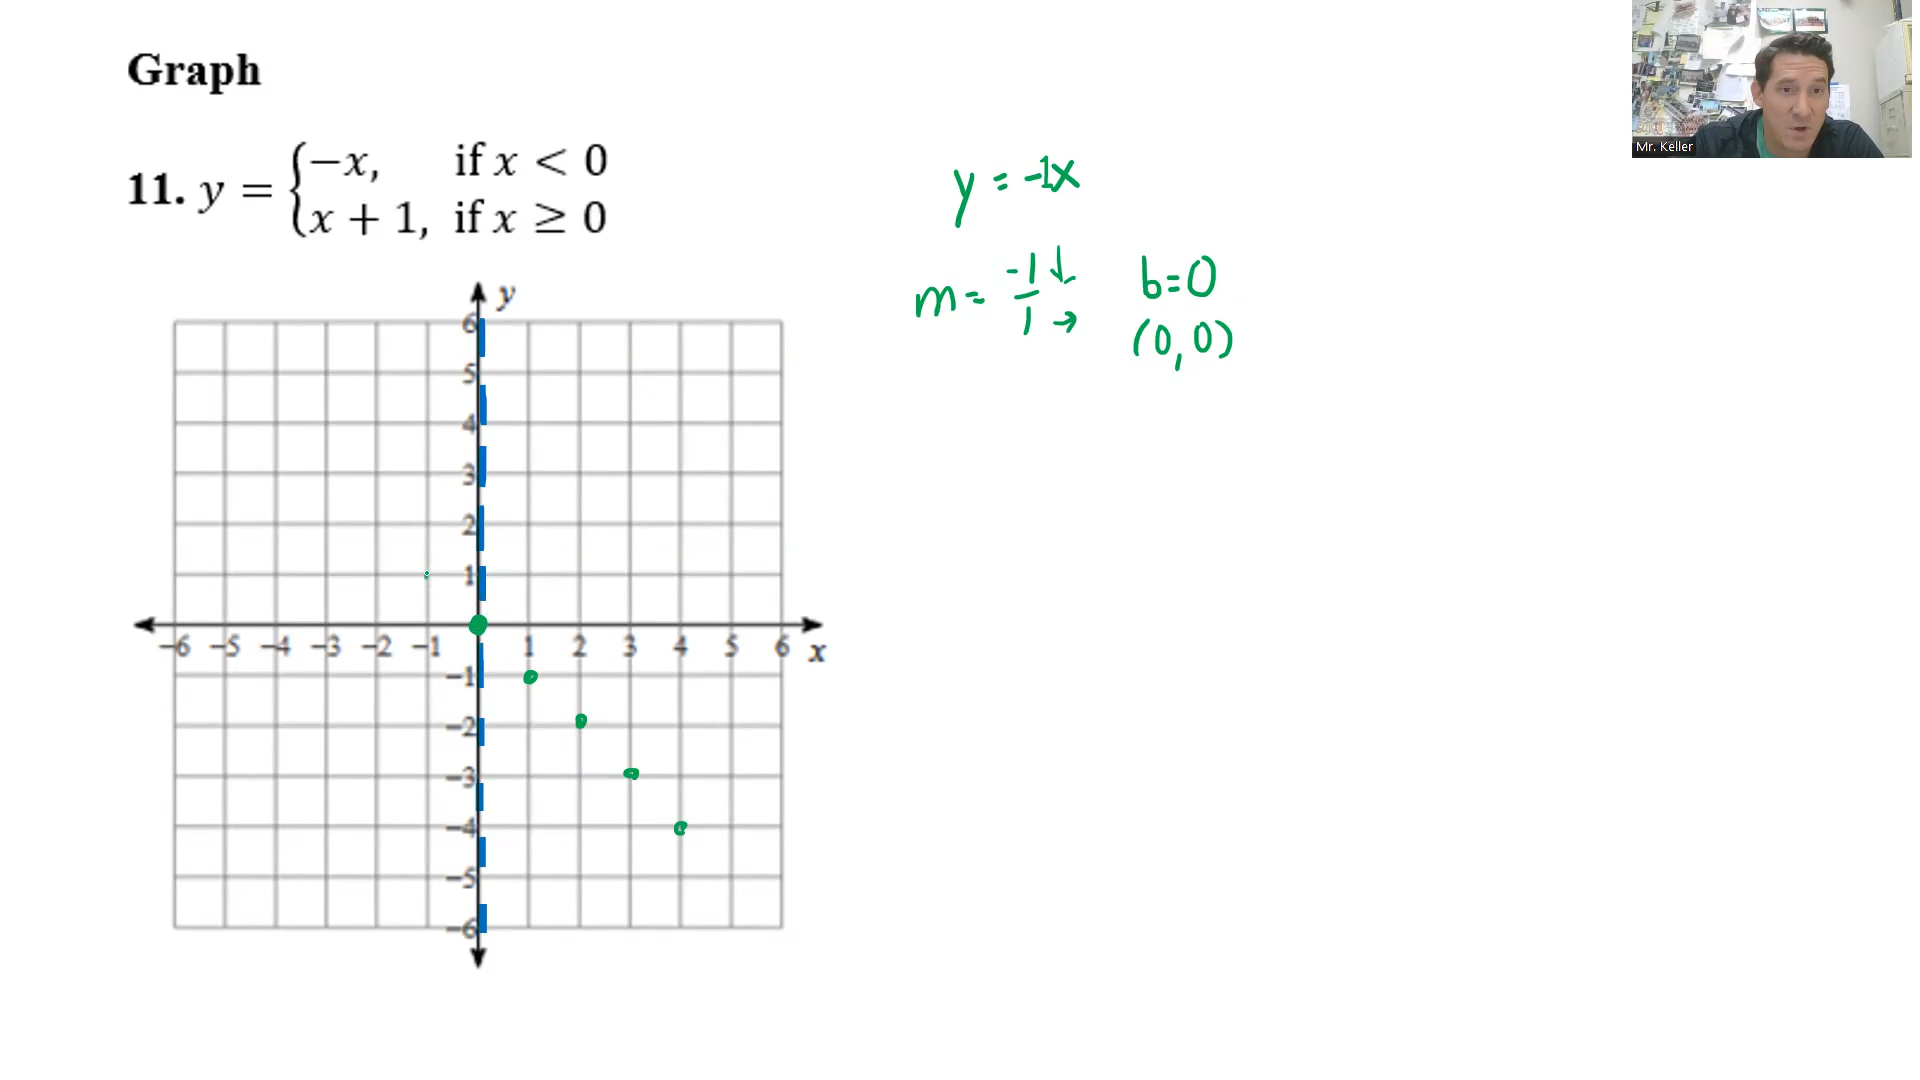 Graph
11. y = { −x, if x < 0
x + 1, if x ≥ 0
y = -1x
m = -1/1 ↓ →
b = 0
(0, 0)
Mr. Keller
y
6
5
4
3
2
1
−6 −5 −4 −3 −2 −1 1 2 3 4 5 6 x
−1
−2
−3
−4
−5
−6